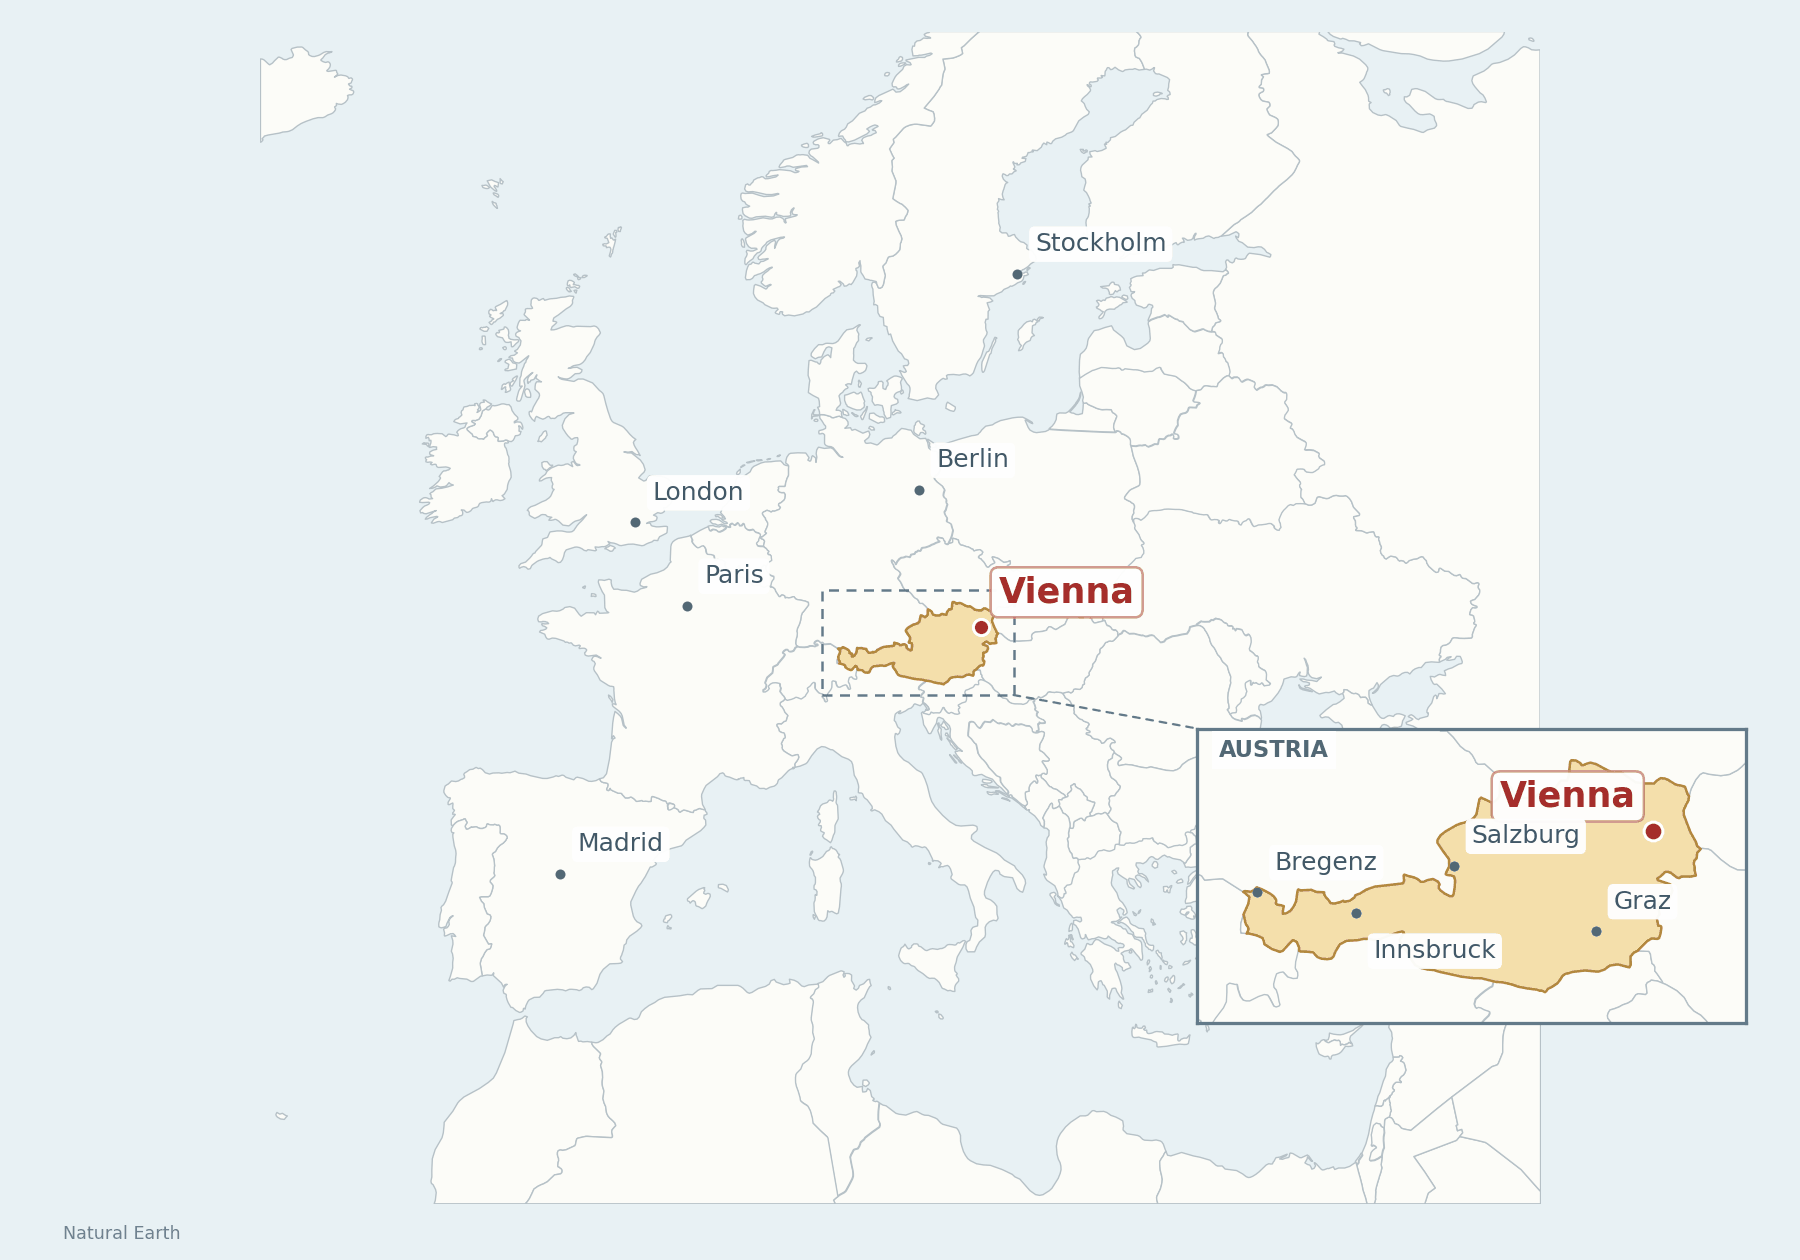 Stockholm
Berlin
London
Paris
Vienna
Madrid
AUSTRIA
Vienna
Salzburg
Bregenz
Graz
Innsbruck
Natural Earth